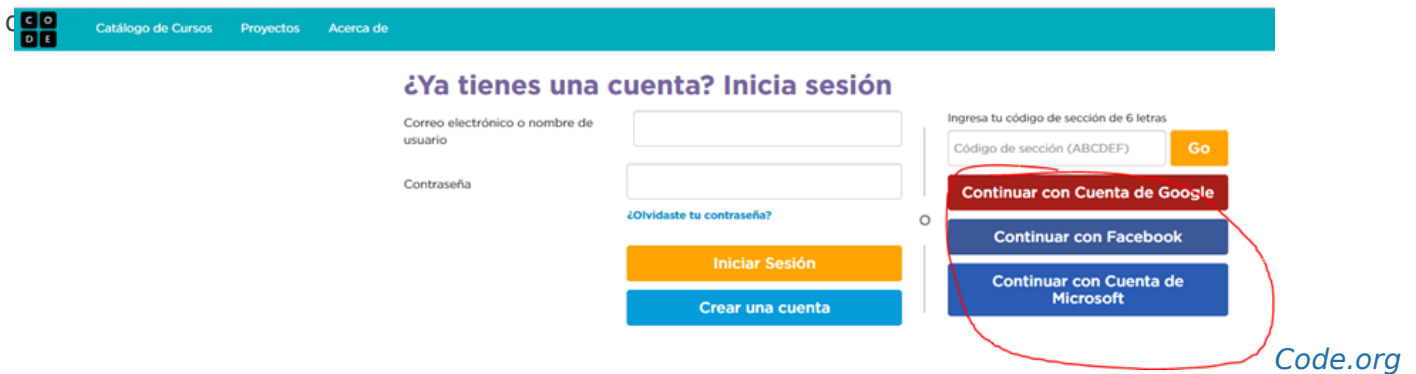 C O
D E
Catálogo de Cursos Proyectos Acerca de
¿Ya tienes una cuenta? Inicia sesión
Correo electrónico o nombre de
usuario
Contraseña
¿Olvidaste tu contraseña?
Iniciar Sesión
Crear una cuenta
O
Ingresa tu código de sección de 6 letras
Código de sección (ABCDEF) Go
Continuar con Cuenta de Google
Continuar con Facebook
Continuar con Cuenta de
Microsoft
Code.org